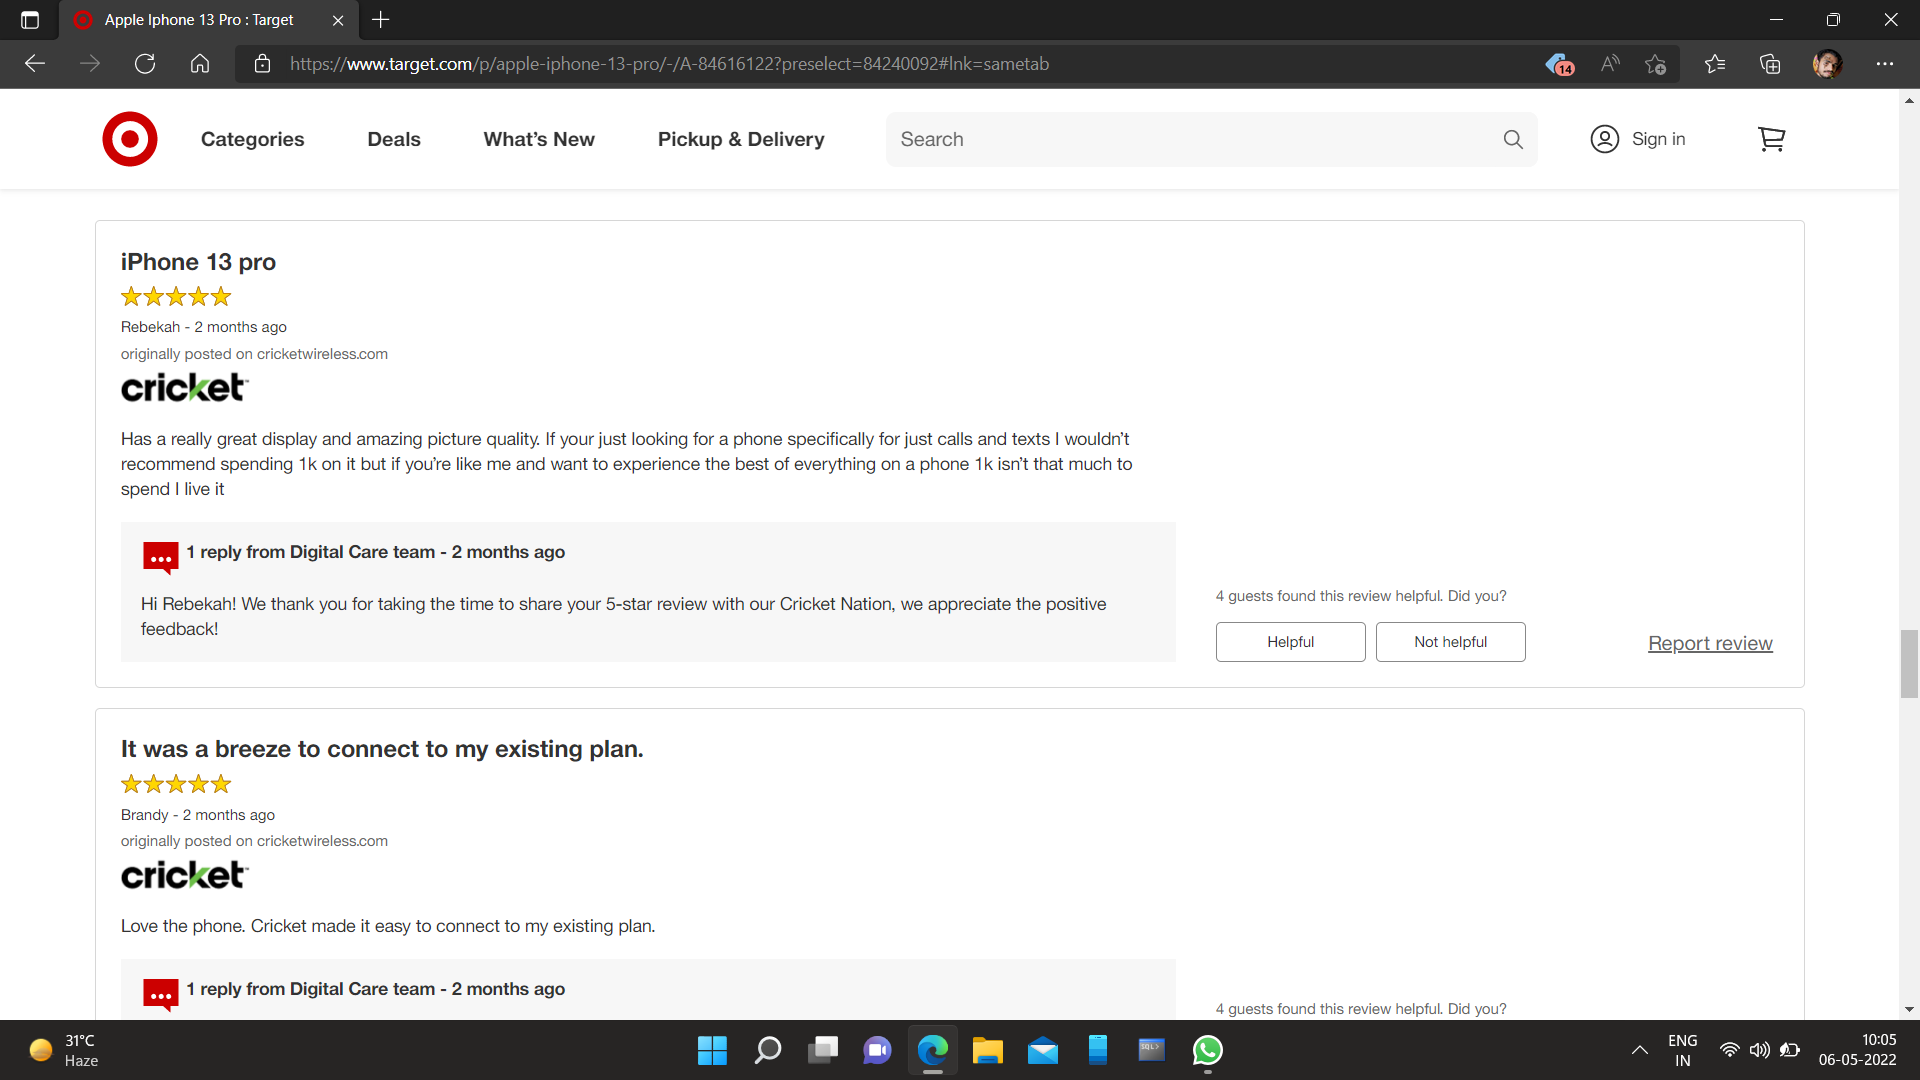 Apple Iphone 13 Pro : Target
https://www.target.com/p/apple-iphone-13-pro/-/A-84616122?preselect=84240092#lnk=sametab
14
Categories
Deals
What's New
Pickup & Delivery
Search
Sign in
iPhone 13 pro
Rebekah - 2 months ago
originally posted on cricketwireless.com
cricket
Has a really great display and amazing picture quality. If your just looking for a phone specifically for just calls and texts I wouldn't
recommend spending 1k on it but if you're like me and want to experience the best of everything on a phone 1k isn't that much to
spend I live it
1 reply from Digital Care team - 2 months ago
Hi Rebekah! We thank you for taking the time to share your 5-star review with our Cricket Nation, we appreciate the positive
feedback!
4 guests found this review helpful. Did you?
Helpful
Not helpful
Report review
It was a breeze to connect to my existing plan.
Brandy - 2 months ago
originally posted on cricketwireless.com
cricket
Love the phone. Cricket made it easy to connect to my existing plan.
1 reply from Digital Care team - 2 months ago
4 guests found this review helpful. Did you?
31°C
Haze
SQL>
ENG
IN
10:05
06-05-2022